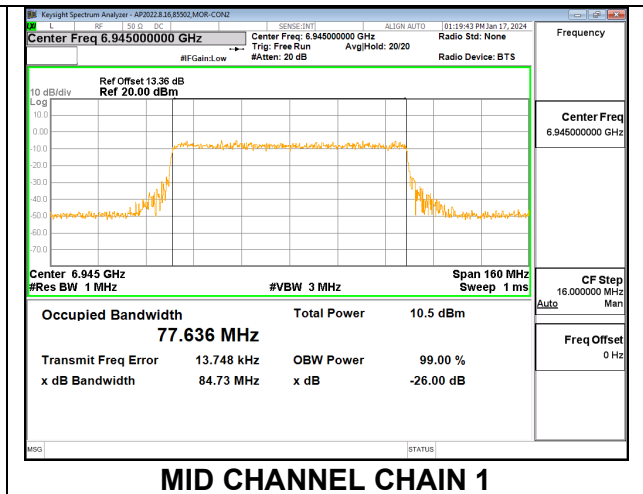 Keysight Spectrum Analyzer - AP2022.8.16,85502,MOR-CON2
L RF 50 Ω DC SENSE:INT ALIGN AUTO 01:19:43 PM Jan 17, 2024
Center Freq 6.945000000 GHz Center Freq: 6.945000000 GHz Radio Std: None Frequency
Trig: Free Run Avg|Hold: 20/20
#IFGain:Low #Atten: 20 dB Radio Device: BTS
Ref Offset 13.36 dB
10 dB/div Ref 20.00 dBm
Log
10.0
0.00
-10.0
-20.0
-30.0
-40.0
-50.0
-60.0
-70.0
Center Freq
6.945000000 GHz
Center 6.945 GHz Span 160 MHz
#Res BW 1 MHz #VBW 3 MHz Sweep 1 ms
CF Step
16.000000 MHz
Auto Man
Occupied Bandwidth Total Power 10.5 dBm
77.636 MHz
Freq Offset
0 Hz
Transmit Freq Error 13.748 kHz OBW Power 99.00 %
x dB Bandwidth 84.73 MHz x dB -26.00 dB
MSG STATUS
MID CHANNEL CHAIN 1